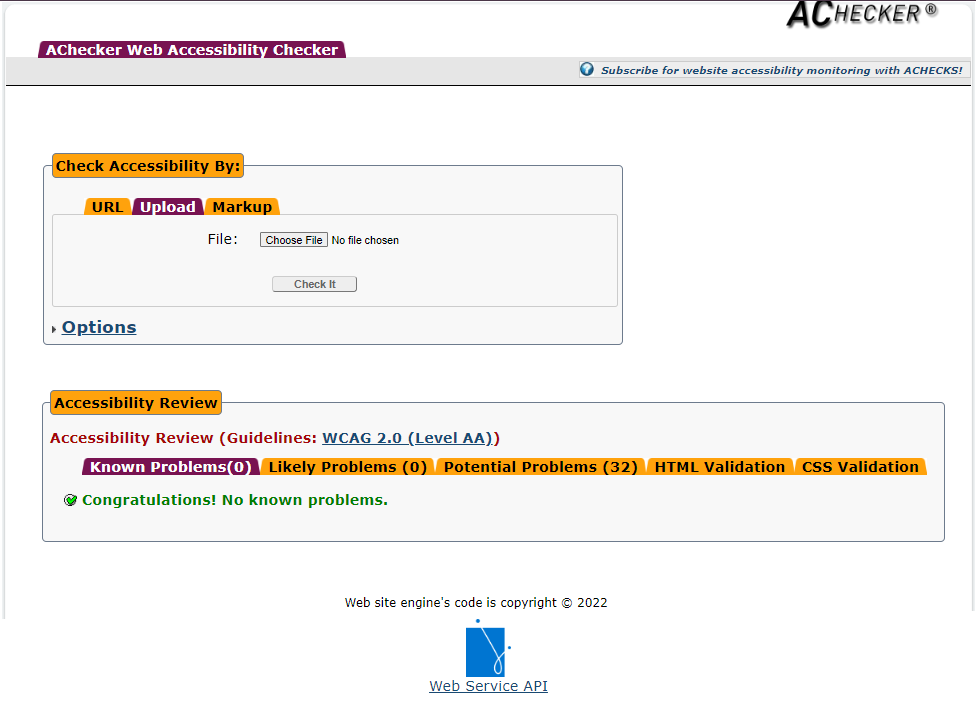 ACHECKER ®
AChecker Web Accessibility Checker
Subscribe for website accessibility monitoring with ACHECKS!
Check Accessibility By:
URL Upload Markup
File: Choose File No file chosen
Check It
Options
Accessibility Review
Accessibility Review (Guidelines: WCAG 2.0 (Level AA))
Known Problems(0) Likely Problems (0) Potential Problems (32) HTML Validation CSS Validation
Congratulations! No known problems.
Web site engine's code is copyright © 2022
Web Service API